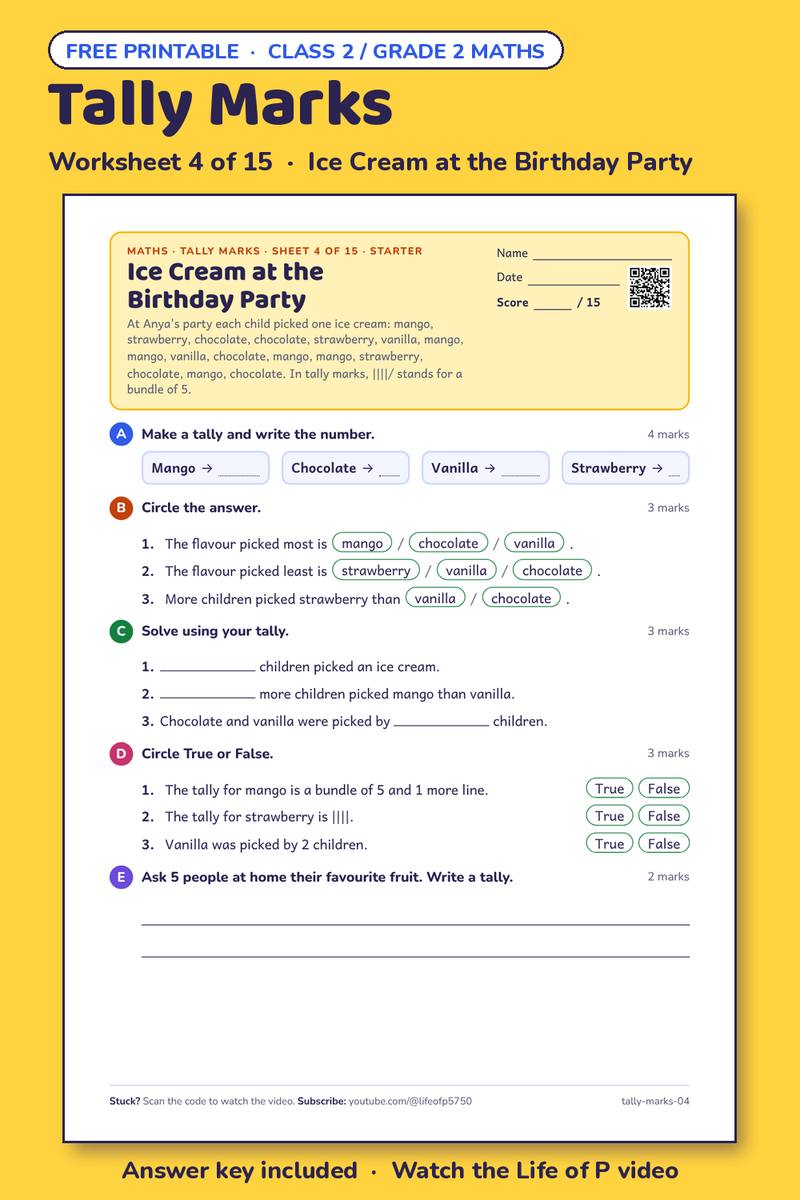 FREE PRINTABLE · CLASS 2 / GRADE 2 MATHS
Tally Marks
Worksheet 4 of 15 · Ice Cream at the Birthday Party
MATHS · TALLY MARKS · SHEET 4 OF 15 · STARTER
Ice Cream at the
Birthday Party
At Anya's party each child picked one ice cream: mango,
strawberry, chocolate, chocolate, strawberry, vanilla, mango,
mango, vanilla, chocolate, mango, mango, strawberry,
chocolate, mango, chocolate. In tally marks, ||||/ stands for a
bundle of 5.
Name ____________________
Date ______________
Score ______ / 15
A Make a tally and write the number. 4 marks
Mango → ______ Chocolate → ___ Vanilla → ______ Strawberry → __
B Circle the answer. 3 marks
1. The flavour picked most is mango / chocolate / vanilla .
2. The flavour picked least is strawberry / vanilla / chocolate .
3. More children picked strawberry than vanilla / chocolate .
C Solve using your tally. 3 marks
1. ______________ children picked an ice cream.
2. ______________ more children picked mango than vanilla.
3. Chocolate and vanilla were picked by ______________ children.
D Circle True or False. 3 marks
1. The tally for mango is a bundle of 5 and 1 more line. True False
2. The tally for strawberry is ||||. True False
3. Vanilla was picked by 2 children. True False
E Ask 5 people at home their favourite fruit. Write a tally. 2 marks
Stuck? Scan the code to watch the video. Subscribe: youtube.com/@lifeofp5750 tally-marks-04
Answer key included · Watch the Life of P video